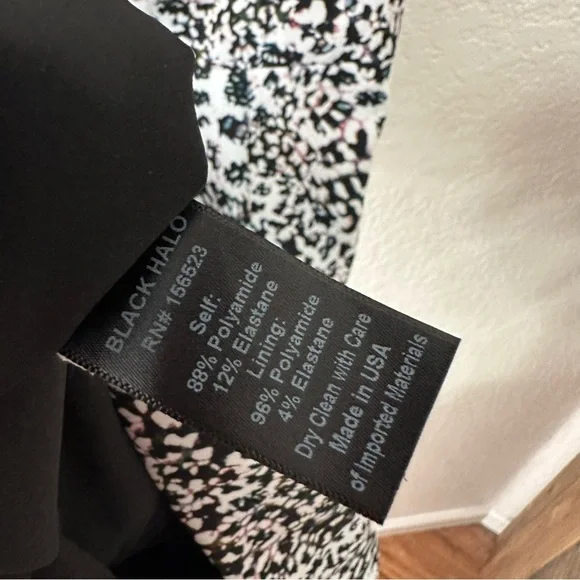 BLACK HALO
RN# 156523
Self:
88% Polyamide
12% Elastane
Lining:
96% Polyamide
4% Elastane
Dry Clean with Care
Made in USA
of Imported Materials